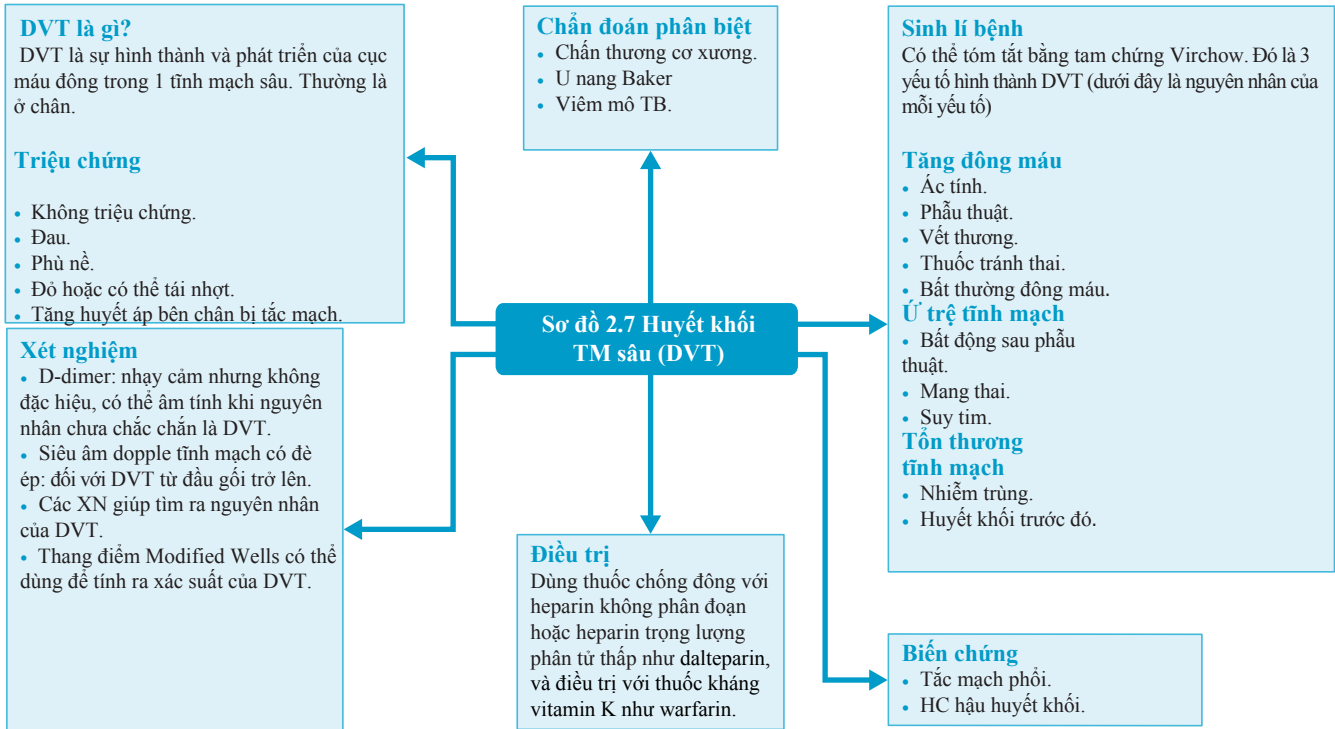 DVT là gì?
DVT là sự hình thành và phát triển của cục
máu đông trong 1 tĩnh mạch sâu. Thường là
ở chân.
Triệu chứng
• Không triệu chứng.
• Đau.
• Phù nề.
• Đỏ hoặc có thể tái nhợt.
• Tăng huyết áp bên chân bị tắc mạch.
Xét nghiệm
• D-dimer: nhạy cảm nhưng không
đặc hiệu, có thể âm tính khi nguyên
nhân chưa chắc chắn là DVT.
• Siêu âm dopple tĩnh mạch có đè
ép: đối với DVT từ đầu gối trở lên.
• Các XN giúp tìm ra nguyên nhân
của DVT.
• Thang điểm Modified Wells có thể
dùng để tính ra xác suất của DVT.
Chẩn đoán phân biệt
• Chấn thương cơ xương.
• U nang Baker
• Viêm mô TB.
Sơ đồ 2.7 Huyết khối
TM sâu (DVT)
Điều trị
Dùng thuốc chống đông với
heparin không phân đoạn
hoặc heparin trọng lượng
phân tử thấp như dalteparin,
và điều trị với thuốc kháng
vitamin K như warfarin.
Sinh lí bệnh
Có thể tóm tắt bằng tam chứng Virchow. Đó là 3
yếu tố hình thành DVT (dưới đây là nguyên nhân của
mỗi yếu tố)
Tăng đông máu
• Ác tính.
• Phẫu thuật.
• Vết thương.
• Thuốc tránh thai.
• Bất thường đông máu.
Ứ trệ tĩnh mạch
• Bất động sau phẫu
thuật.
• Mang thai.
• Suy tim.
Tổn thương
tĩnh mạch
• Nhiễm trùng.
• Huyết khối trước đó.
Biến chứng
• Tắc mạch phổi.
• HC hậu huyết khối.